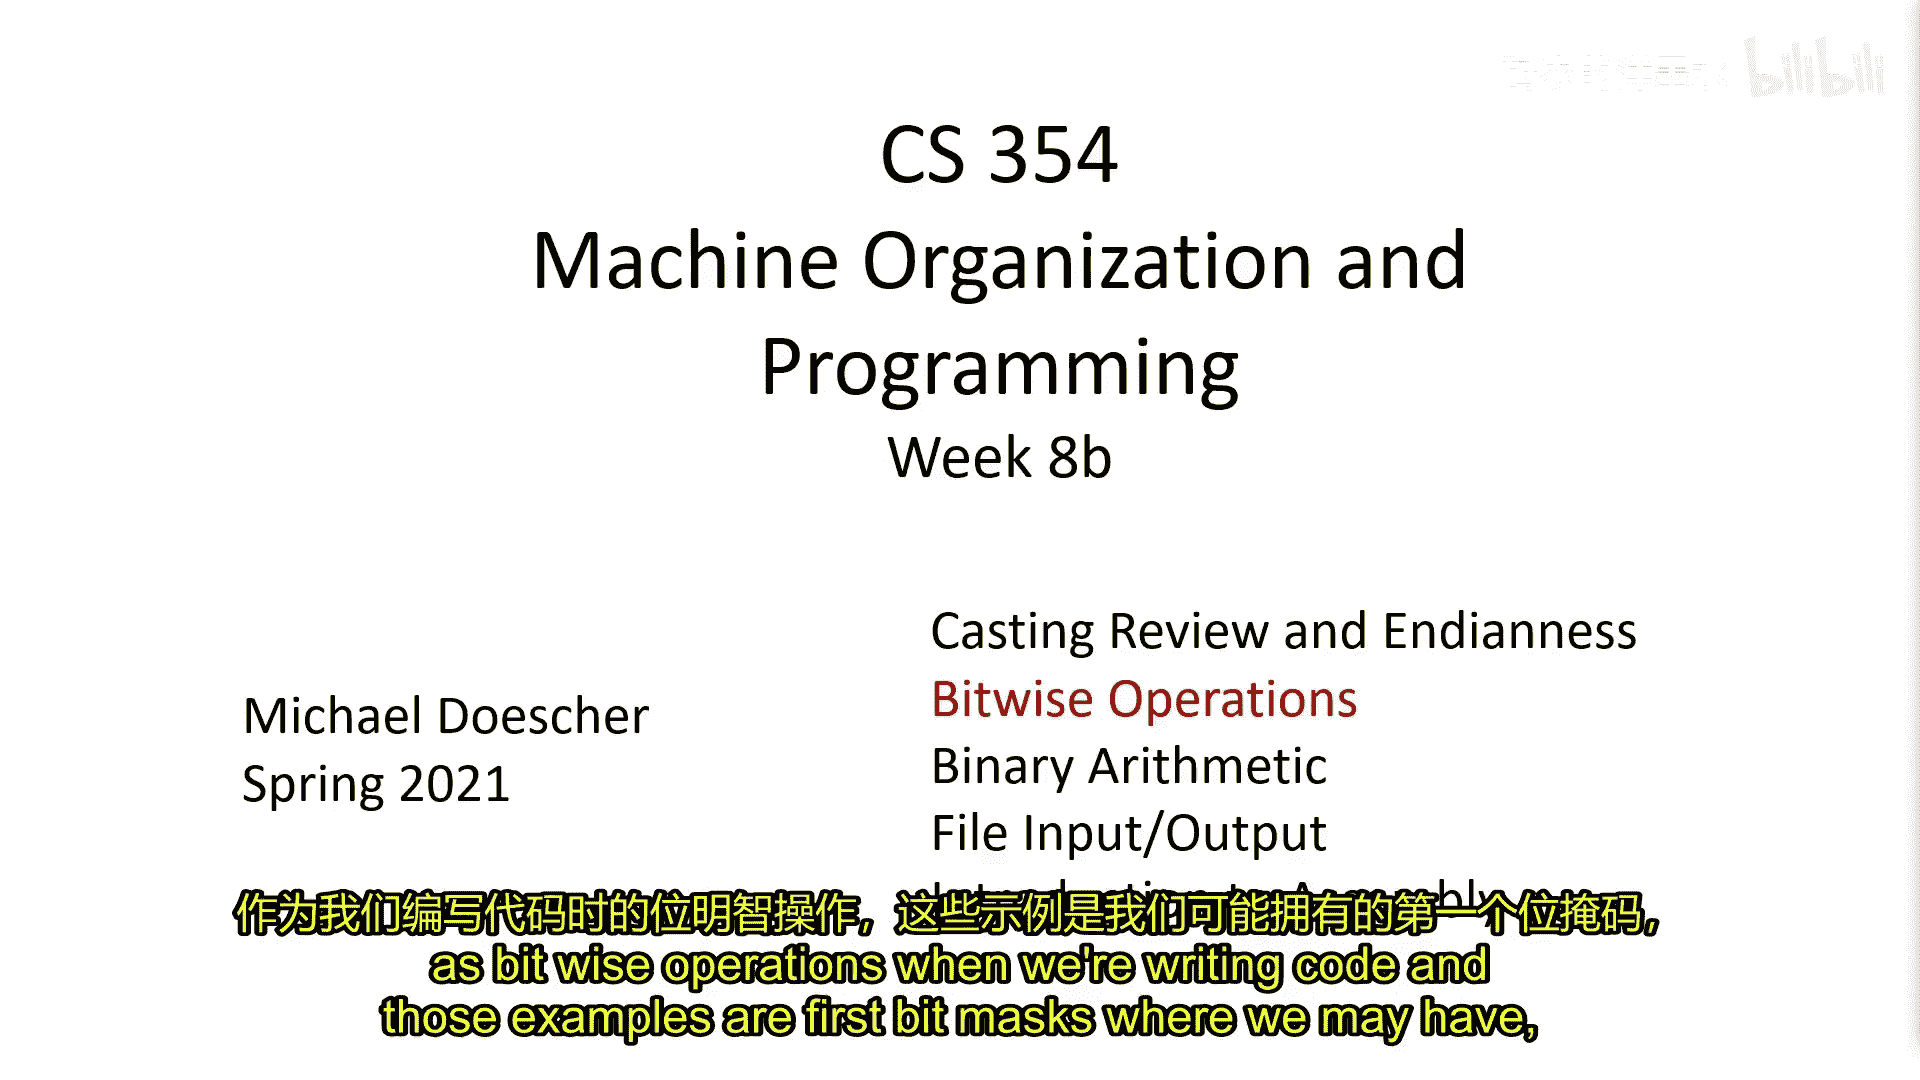 bilibili
CS 354
Machine Organization and
Programming
Week 8b
Michael Doescher
Spring 2021
Casting Review and Endianness
Bitwise Operations
Binary Arithmetic
File Input/Output
作为我们编写代码时的位明智操作，这些示例是我们可能拥有的第一个位掩码，
as bit wise operations when we're writing code and
those examples are first bit masks where we may have,